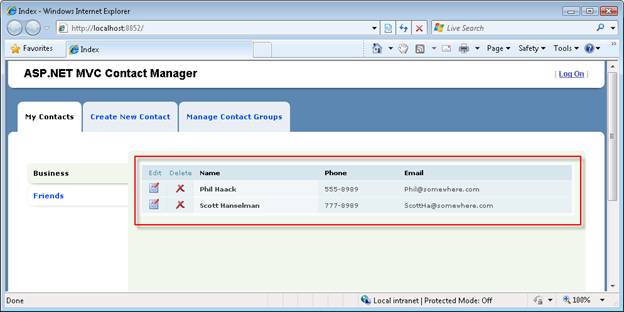 Index - Windows Internet Explorer
http://localhost:8852/
Live Search
Favorites Index Page Safety Tools
ASP.NET MVC Contact Manager
| Log On |
My Contacts Create New Contact Manage Contact Groups
Business
Friends
Edit Delete Name Phone Email
Phil Haack 555-8989 Phil@somewhere.com
Scott Hanselman 777-8989 ScottHa@somewhere.com
Done Local intranet | Protected Mode: Off 100%